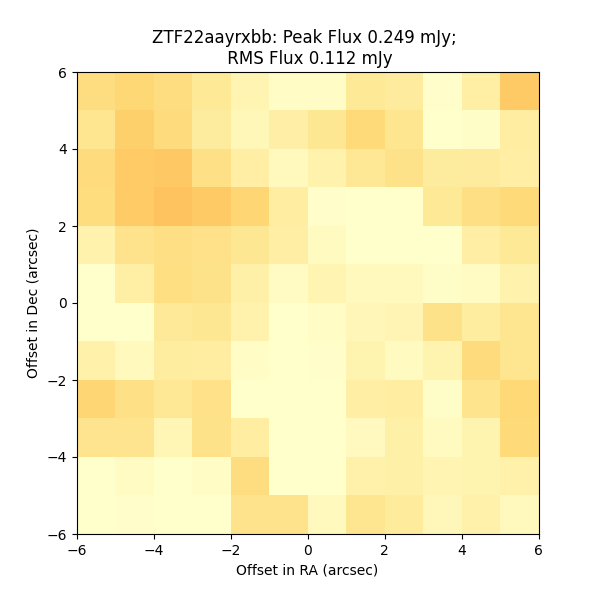 ZTF22aayrxbb: Peak Flux 0.249 mJy;
RMS Flux 0.112 mJy
6
4
2
0
−2
−4
−6
Offset in Dec (arcsec)
−6 −4 −2 0 2 4 6
Offset in RA (arcsec)